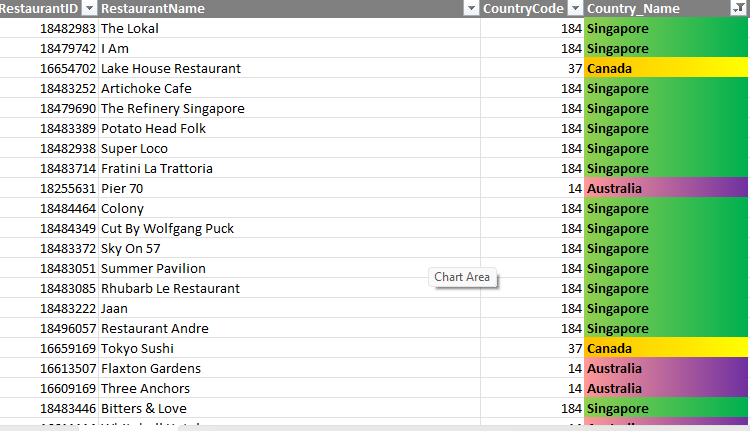 RestaurantID RestaurantName CountryCode Country_Name
18482983 The Lokal 184 Singapore
18479742 I Am 184 Singapore
16654702 Lake House Restaurant 37 Canada
18483252 Artichoke Cafe 184 Singapore
18479690 The Refinery Singapore 184 Singapore
18483389 Potato Head Folk 184 Singapore
18482938 Super Loco 184 Singapore
18483714 Fratini La Trattoria 184 Singapore
18255631 Pier 70 14 Australia
18484464 Colony 184 Singapore
18484349 Cut By Wolfgang Puck 184 Singapore
18483372 Sky On 57 184 Singapore
18483051 Summer Pavilion 184 Singapore
Chart Area
18483085 Rhubarb Le Restaurant 184 Singapore
18483222 Jaan 184 Singapore
18496057 Restaurant Andre 184 Singapore
16659169 Tokyo Sushi 37 Canada
16613507 Flaxton Gardens 14 Australia
16609169 Three Anchors 14 Australia
18483446 Bitters & Love 184 Singapore